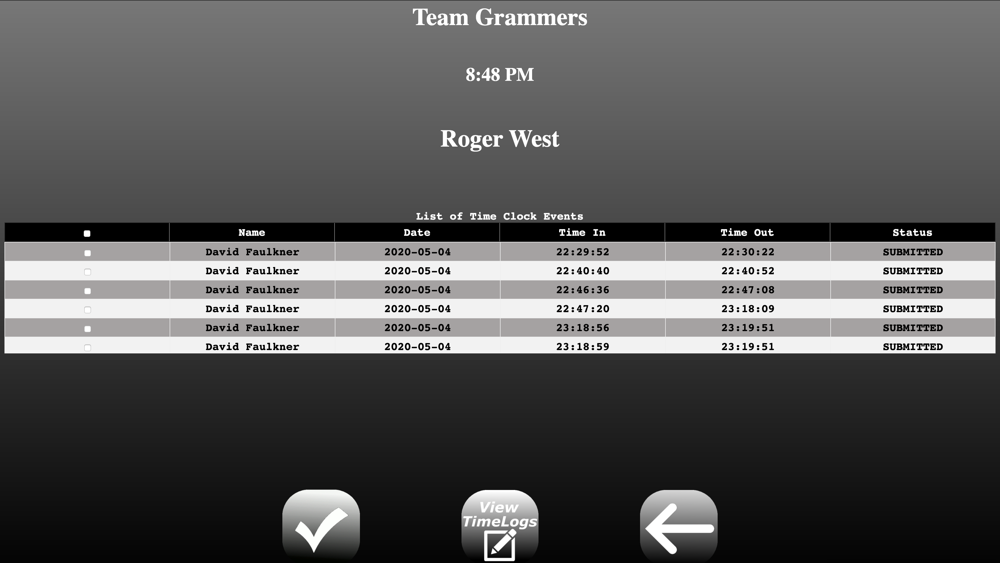 Team Grammers
8:48 PM
Roger West
List of Time Clock Events
Name Date Time In Time Out Status
David Faulkner 2020-05-04 22:29:52 22:30:22 SUBMITTED
David Faulkner 2020-05-04 22:40:40 22:40:52 SUBMITTED
David Faulkner 2020-05-04 22:46:36 22:47:08 SUBMITTED
David Faulkner 2020-05-04 22:47:20 23:18:09 SUBMITTED
David Faulkner 2020-05-04 23:18:56 23:19:51 SUBMITTED
David Faulkner 2020-05-04 23:18:59 23:19:51 SUBMITTED
View
TimeLogs